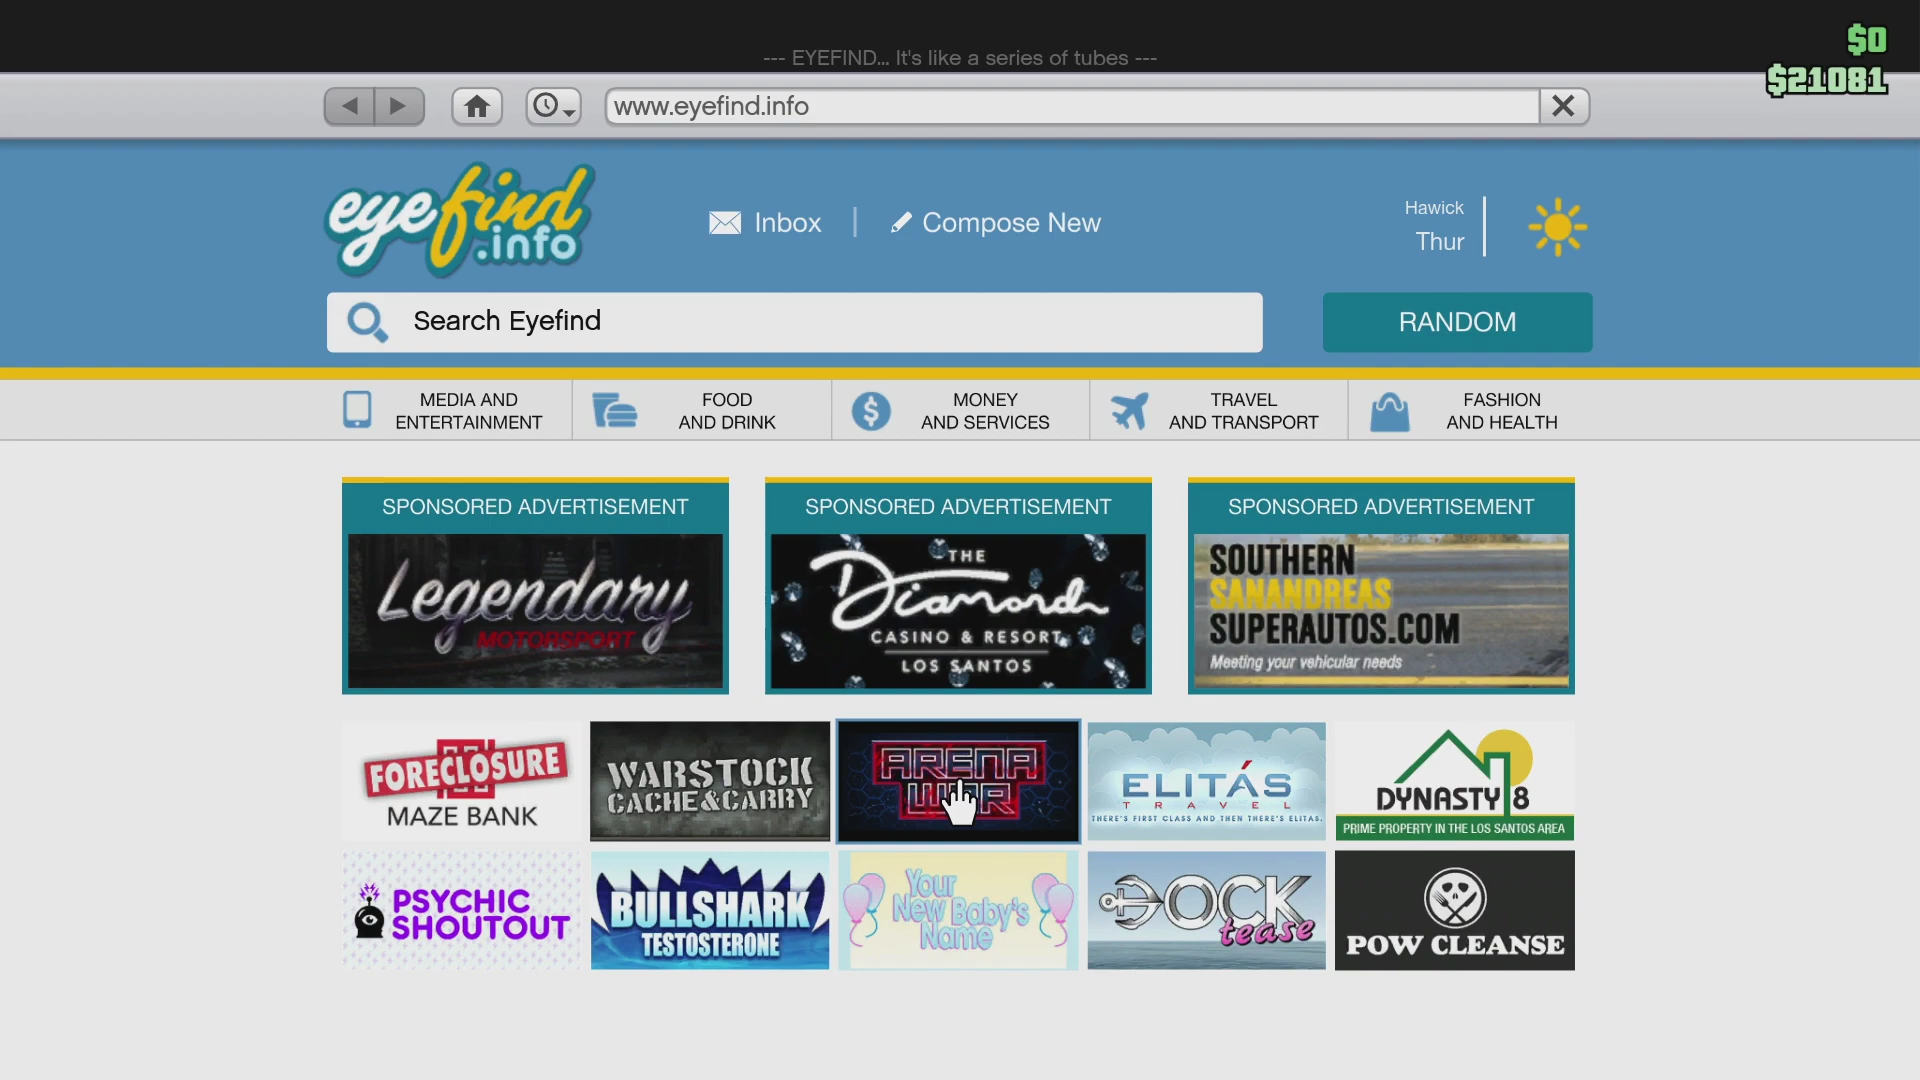 $0
$21081
--- EYEFIND... It's like a series of tubes ---
www.eyefind.info
eyefind
.info
Inbox
Compose New
Hawick
Thur
Search Eyefind
RANDOM
MEDIA AND
ENTERTAINMENT
FOOD
AND DRINK
MONEY
AND SERVICES
TRAVEL
AND TRANSPORT
FASHION
AND HEALTH
SPONSORED ADVERTISEMENT
Legendary
MOTORSPORT
SPONSORED ADVERTISEMENT
THE
Diamond
CASINO & RESORT
LOS SANTOS
SPONSORED ADVERTISEMENT
SOUTHERN
SANANDREAS
SUPERAUTOS.COM
Meeting your vehicular needs
FORECLOSURE
MAZE BANK
WARSTOCK
CACHE&CARRY
ARENA
WAR
ELITÁS
TRAVEL
THERE'S FIRST CLASS AND THEN THERE'S ELITAS.
DYNASTY 8
PRIME PROPERTY IN THE LOS SANTOS AREA
PSYCHIC
SHOUTOUT
BULLSHARK
TESTOSTERONE
Your
New Baby's
Name
DOCK
tease
POW CLEANSE